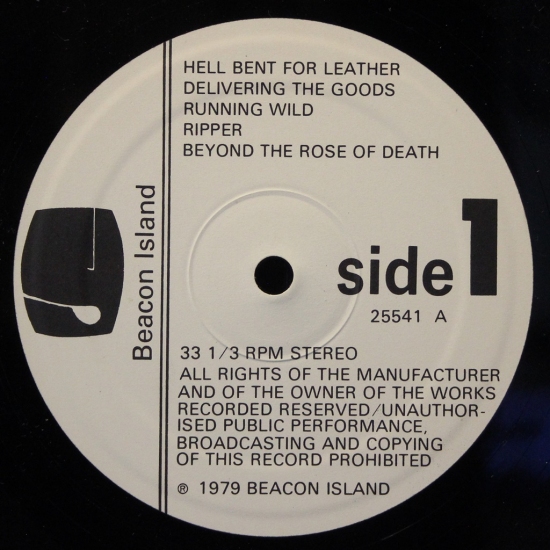 HELL BENT FOR LEATHER
DELIVERING THE GOODS
RUNNING WILD
RIPPER
BEYOND THE ROSE OF DEATH
Beacon Island
side 1
25541 A
33 1/3 RPM STEREO
ALL RIGHTS OF THE MANUFACTURER
AND OF THE OWNER OF THE WORKS
RECORDED RESERVED/UNAUTHOR-
ISED PUBLIC PERFORMANCE,
BROADCASTING AND COPYING
OF THIS RECORD PROHIBITED
℗ 1979 BEACON ISLAND